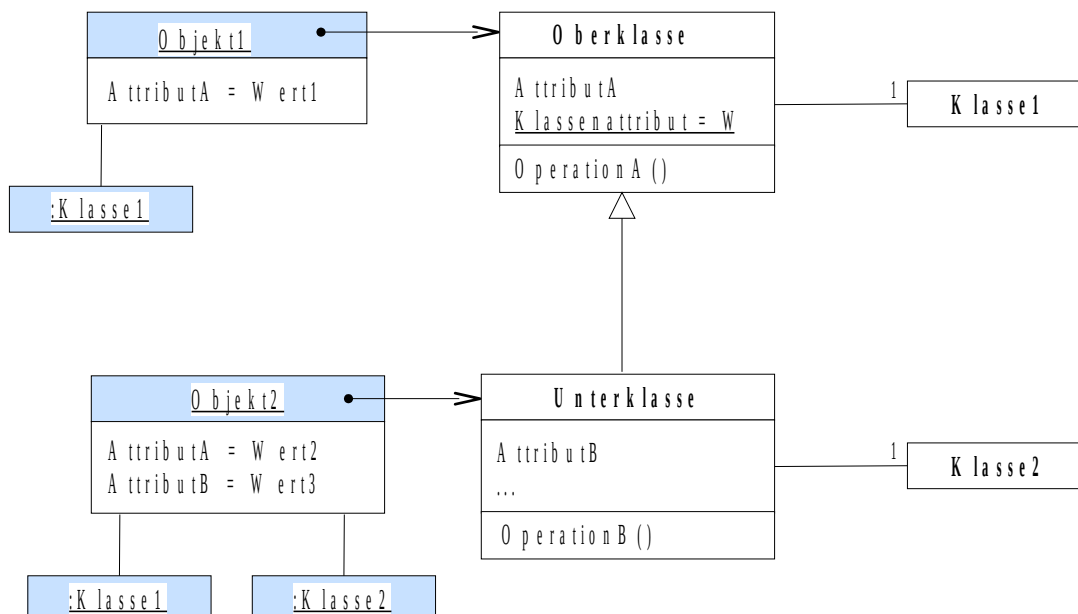 Objekt1
AttributA = Wert1
:Klasse1
Oberklasse
AttributA
Klassenattribut = W
OperationA()
1
Klasse1
Objekt2
AttributA = Wert2
AttributB = Wert3
:Klasse1
:Klasse2
Unterklasse
AttributB
...
OperationB()
1
Klasse2